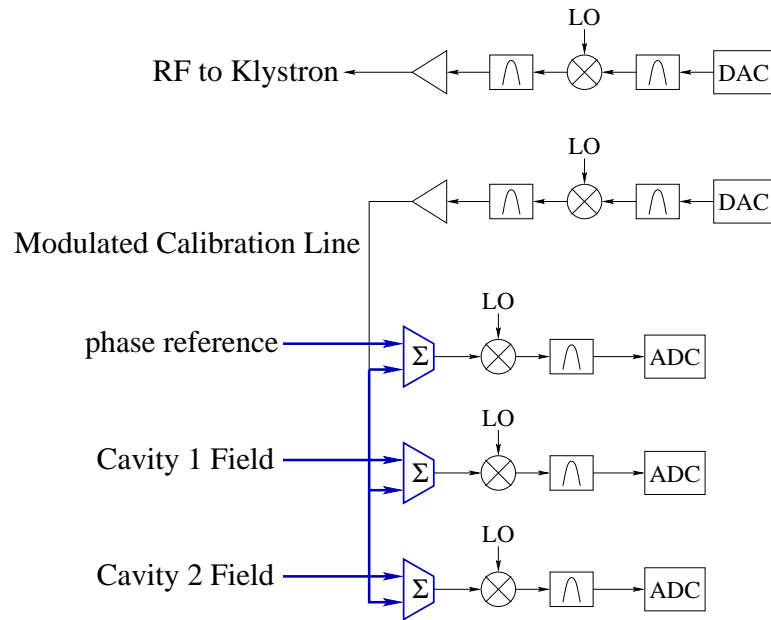 LO
RF to Klystron
DAC
LO
DAC
Modulated Calibration Line
LO
phase reference
Σ
ADC
LO
Cavity 1 Field
Σ
ADC
LO
Cavity 2 Field
Σ
ADC